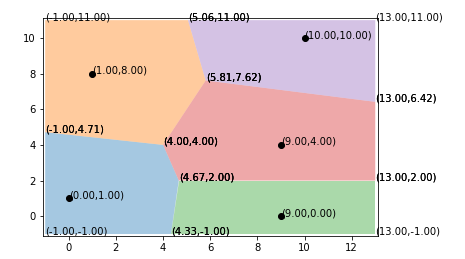 (-1.00,11.00) (5.06,11.00) (13.00,11.00)
10 (10.00,10.00)
8 (1.00,8.00) (5.81,7.62)
6 (13.00,6.42)
(-1.00,4.71)
4 (4.00,4.00) (9.00,4.00)
2 (4.67,2.00) (13.00,2.00)
(0.00,1.00)
0 (9.00,0.00)
(-1.00,-1.00) (4.33,-1.00) (13.00,-1.00)
0 2 4 6 8 10 12